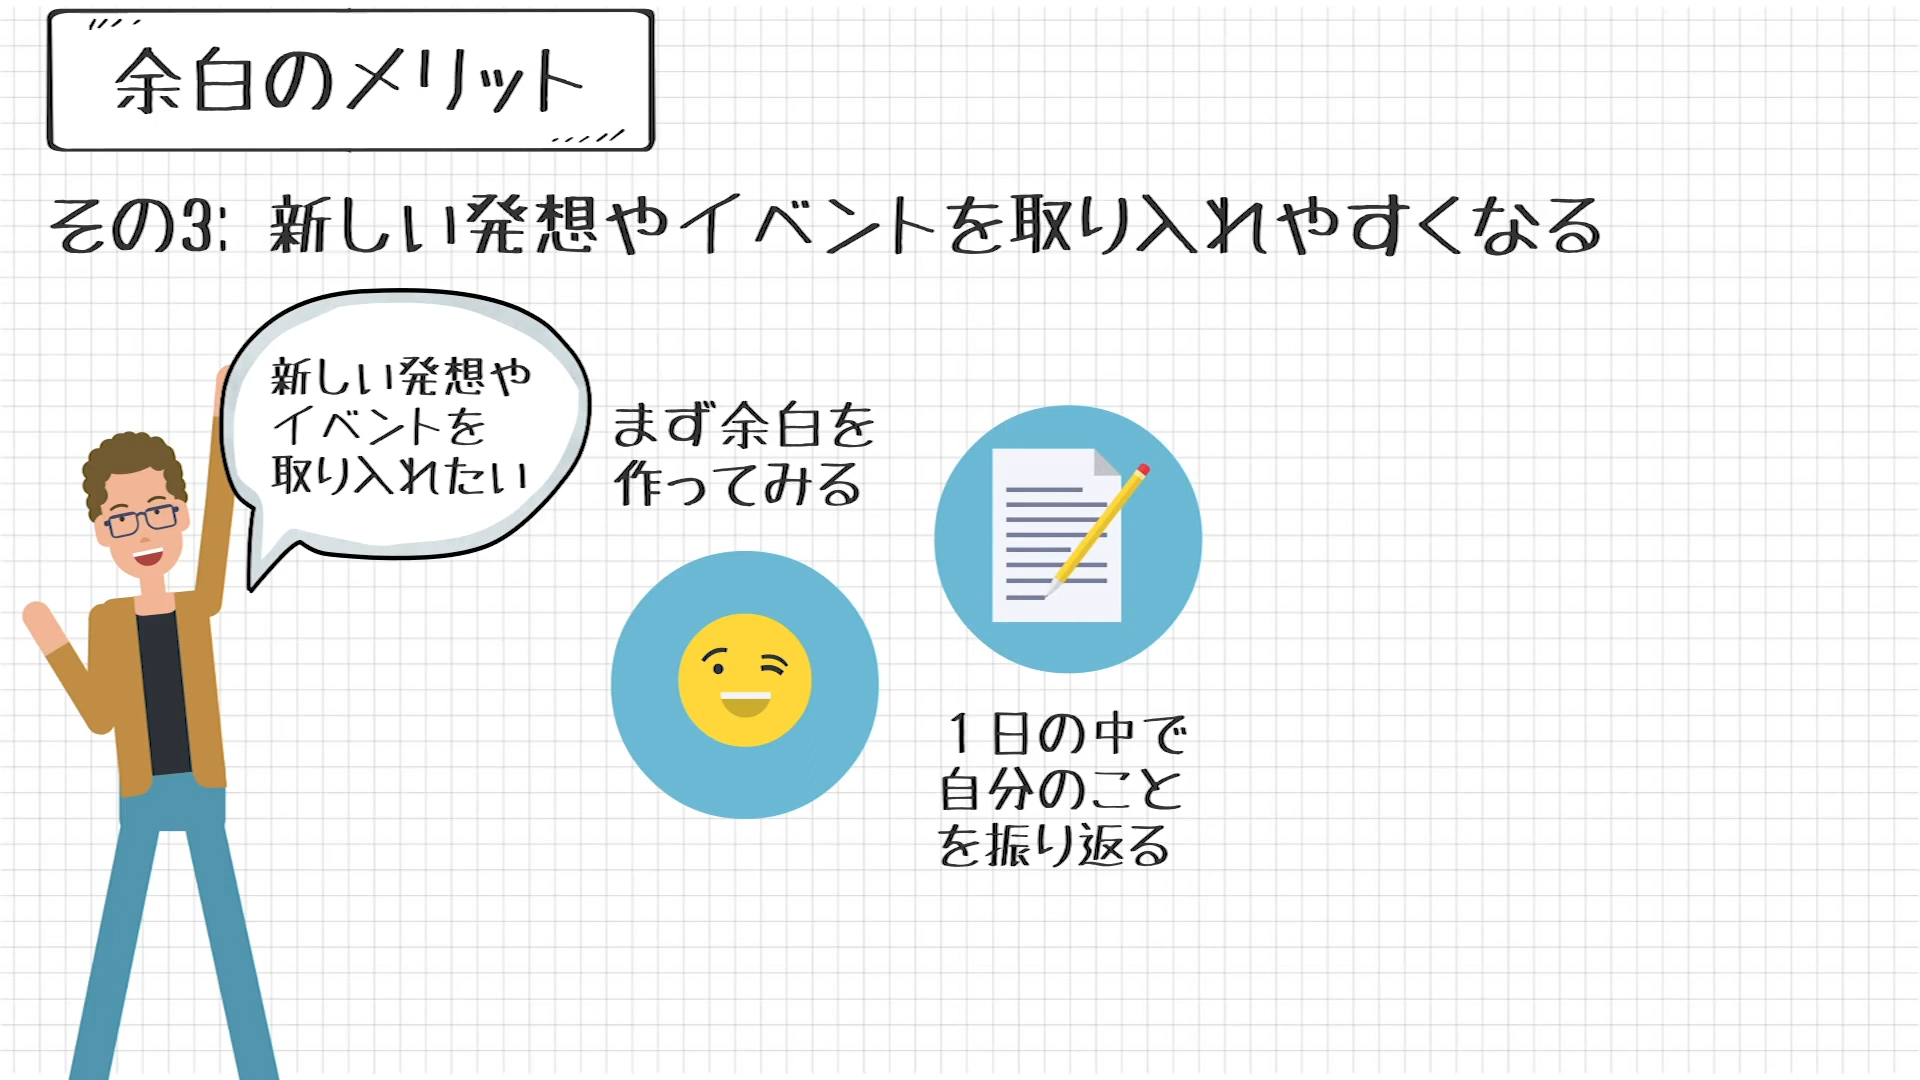 余白のメリット
その3: 新しい発想やイベントを取り入れやすくなる
新しい発想や
イベントを
取り入れたい
まず余白を
作ってみる
１日の中で
自分のこと
を振り返る